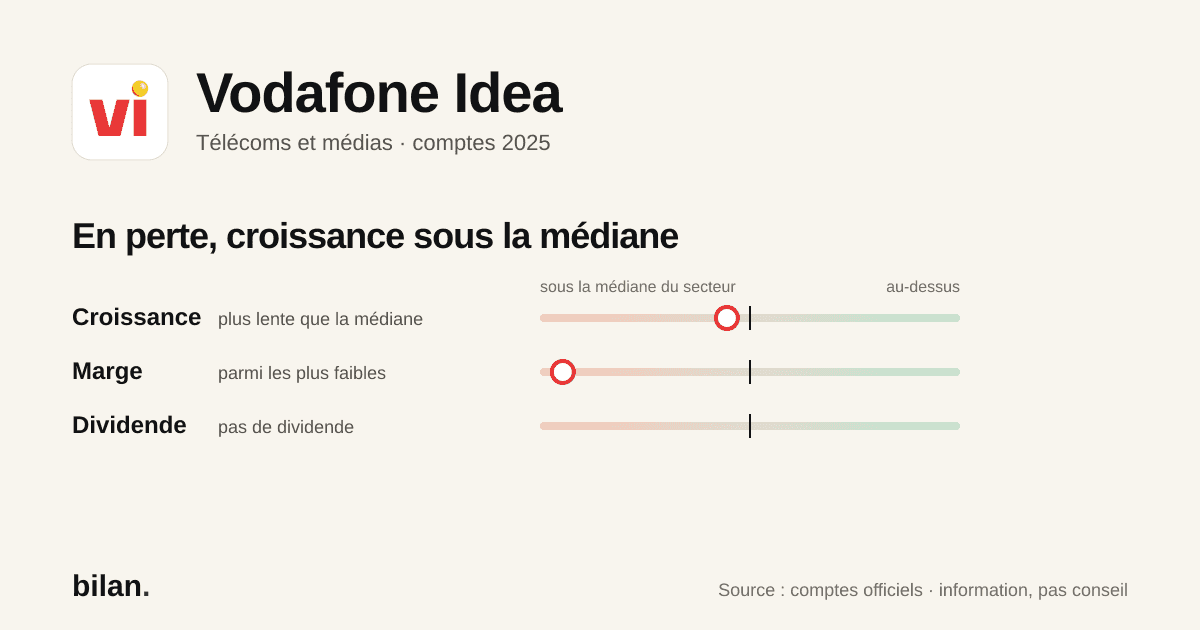 vi
Vodafone Idea
Télécoms et médias · comptes 2025
En perte, croissance sous la médiane
sous la médiane du secteur au-dessus
Croissance plus lente que la médiane
Marge parmi les plus faibles
Dividende pas de dividende
bilan.
Source : comptes officiels · information, pas conseil